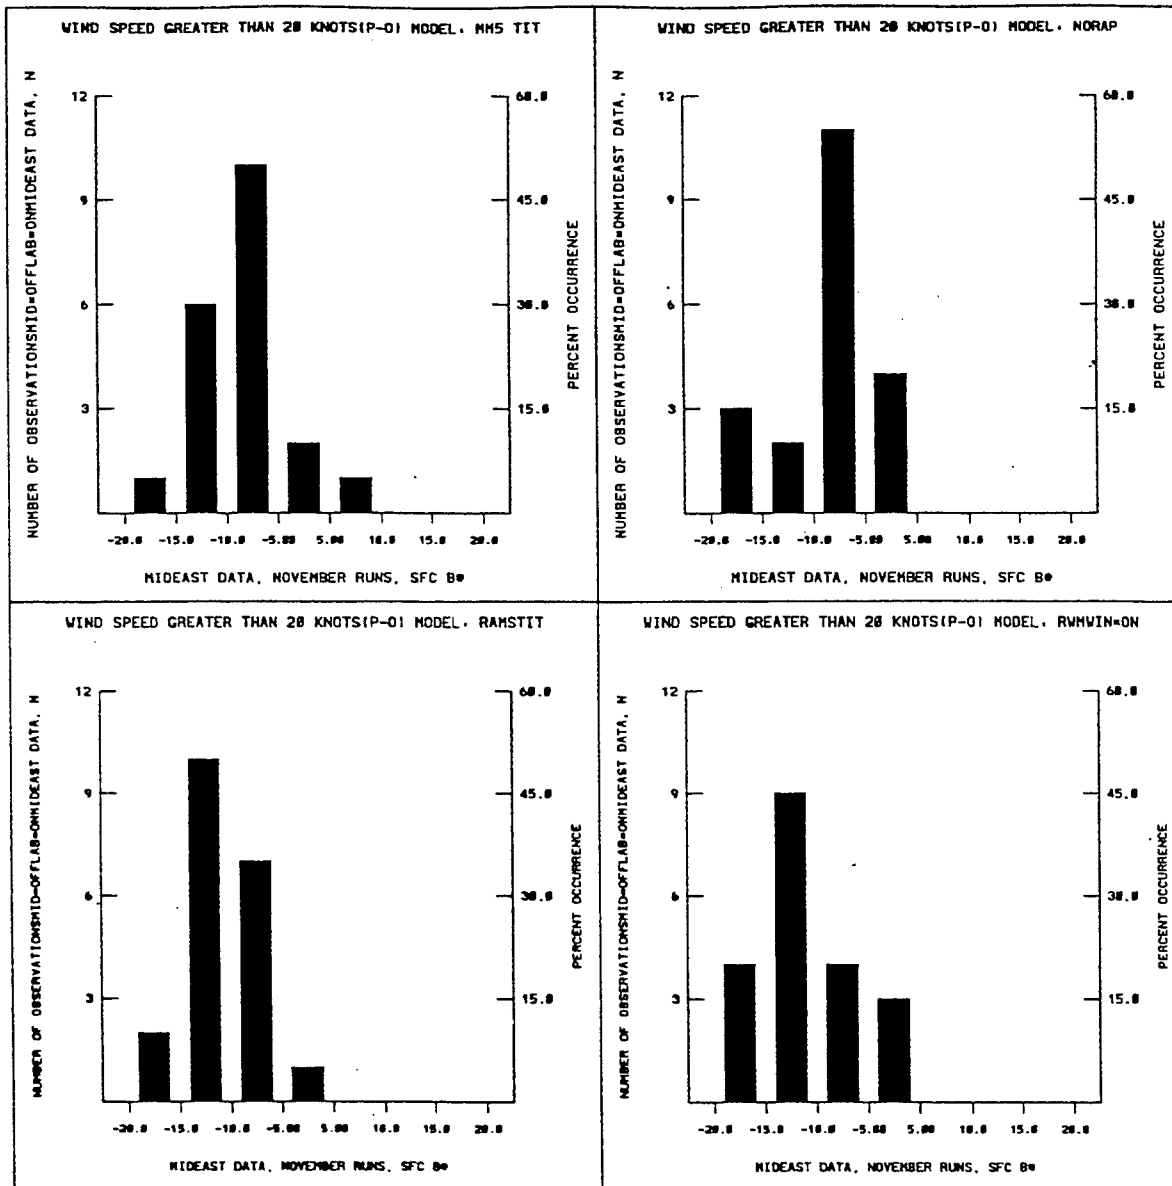 WIND SPEED GREATER THAN 20 KNOTS(P-O) MODEL. MM5 TIT
NUMBER OF OBSERVATIONSMID=OFFLAB=ONMIDEAST DATA, N
12
9
6
3
60.0
45.0
30.0
15.0
PERCENT OCCURRENCE
-20.0 -15.0 -10.0 -5.00 5.00 10.0 15.0 20.0
MIDEAST DATA, NOVEMBER RUNS, SFC B*
WIND SPEED GREATER THAN 20 KNOTS(P-O) MODEL. NORAP
NUMBER OF OBSERVATIONSMID=OFFLAB=ONMIDEAST DATA, N
12
9
6
3
60.0
45.0
30.0
15.0
PERCENT OCCURRENCE
-20.0 -15.0 -10.0 -5.00 5.00 10.0 15.0 20.0
MIDEAST DATA, NOVEMBER RUNS, SFC B*
WIND SPEED GREATER THAN 20 KNOTS(P-O) MODEL. RAMSTIT
NUMBER OF OBSERVATIONSMID=OFFLAB=ONMIDEAST DATA, N
12
9
6
3
60.0
45.0
30.0
15.0
PERCENT OCCURRENCE
-20.0 -15.0 -10.0 -5.00 5.00 10.0 15.0 20.0
MIDEAST DATA, NOVEMBER RUNS, SFC B*
WIND SPEED GREATER THAN 20 KNOTS(P-O) MODEL. RWMWIN=ON
NUMBER OF OBSERVATIONSMID=OFFLAB=ONMIDEAST DATA, N
12
9
6
3
60.0
45.0
30.0
15.0
PERCENT OCCURRENCE
-20.0 -15.0 -10.0 -5.00 5.00 10.0 15.0 20.0
MIDEAST DATA, NOVEMBER RUNS, SFC B*